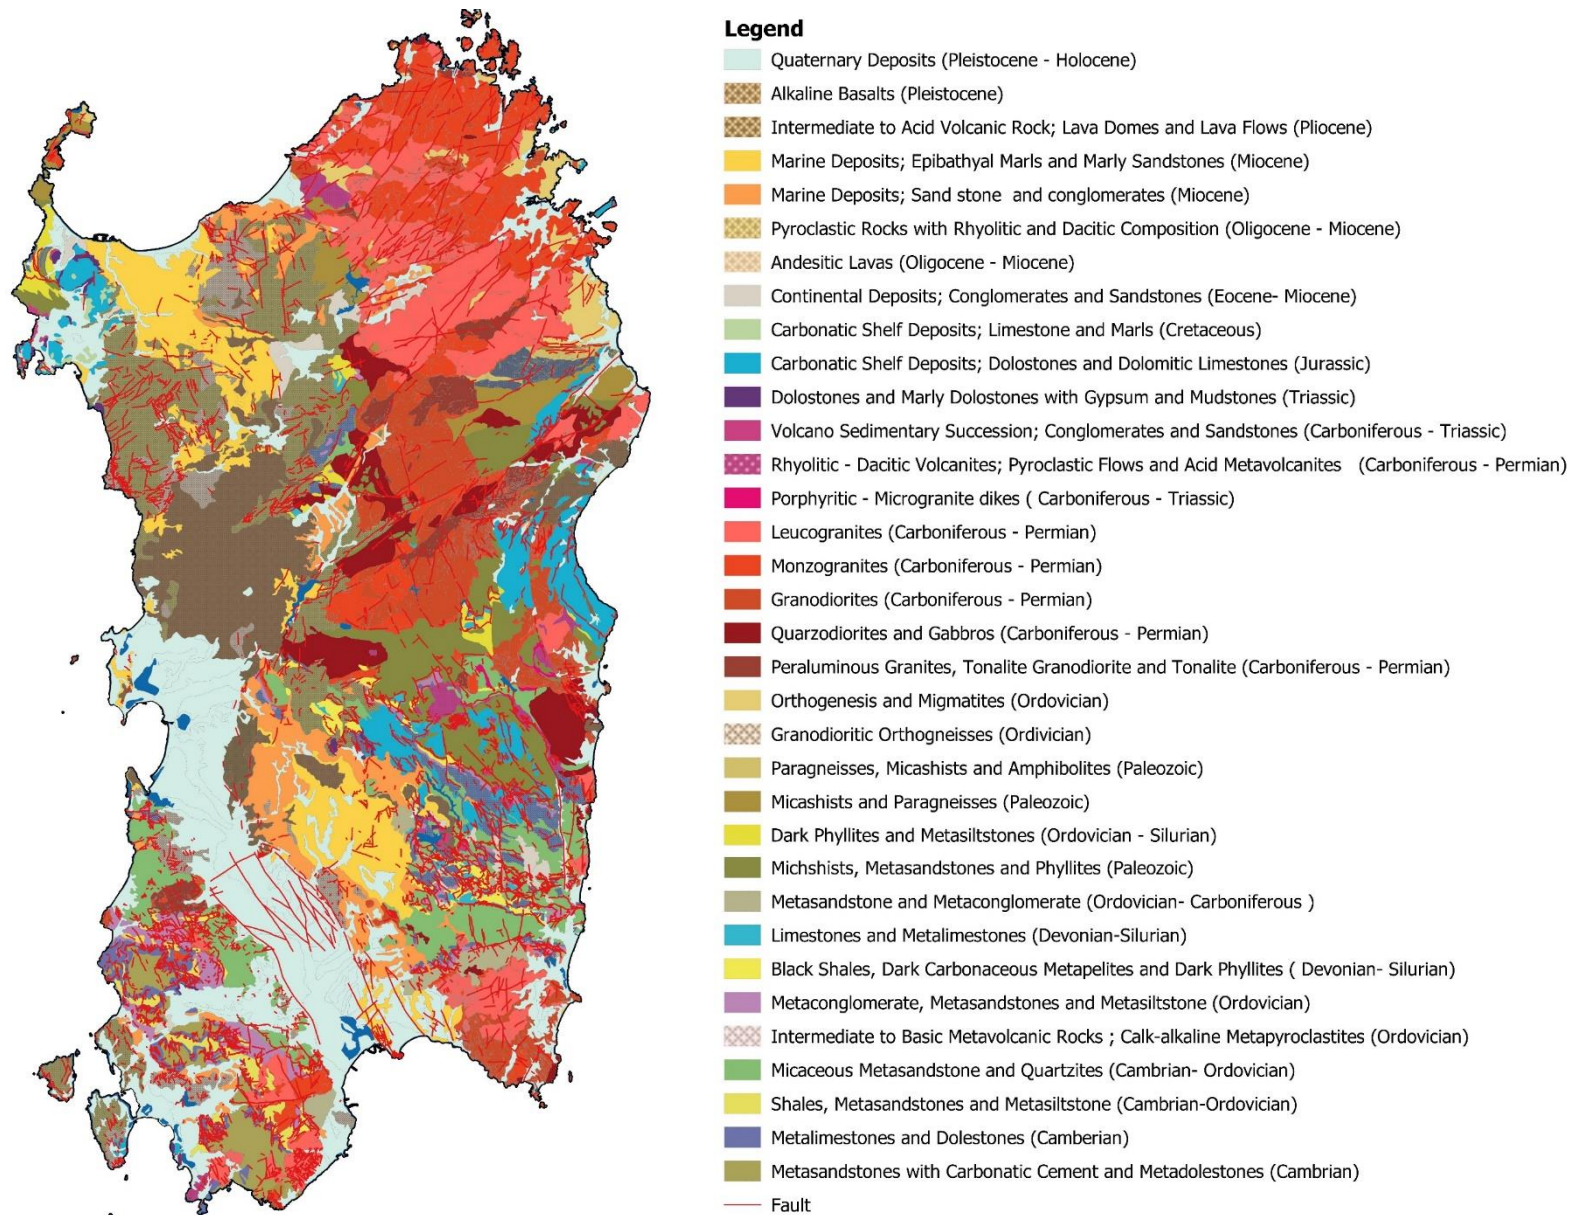 Legend
Quaternary Deposits (Pleistocene - Holocene)
Alkaline Basalts (Pleistocene)
Intermediate to Acid Volcanic Rock; Lava Domes and Lava Flows (Pliocene)
Marine Deposits; Epibathyal Marls and Marly Sandstones (Miocene)
Marine Deposits; Sand stone and conglomerates (Miocene)
Pyroclastic Rocks with Rhyolitic and Dacitic Composition (Oligocene - Miocene)
Andesitic Lavas (Oligocene - Miocene)
Continental Deposits; Conglomerates and Sandstones (Eocene- Miocene)
Carbonatic Shelf Deposits; Limestone and Marls (Cretaceous)
Carbonatic Shelf Deposits; Dolostones and Dolomitic Limestones (Jurassic)
Dolostones and Marly Dolostones with Gypsum and Mudstones (Triassic)
Volcano Sedimentary Succession; Conglomerates and Sandstones (Carboniferous - Triassic)
Rhyolitic - Dacitic Volcanites; Pyroclastic Flows and Acid Metavolcanites (Carboniferous - Permian)
Porphyritic - Microgranite dikes ( Carboniferous - Triassic)
Leucogranites (Carboniferous - Permian)
Monzogranites (Carboniferous - Permian)
Granodiorites (Carboniferous - Permian)
Quarzodiorites and Gabbros (Carboniferous - Permian)
Peraluminous Granites, Tonalite Granodiorite and Tonalite (Carboniferous - Permian)
Orthogenesis and Migmatites (Ordovician)
Granodioritic Orthogneisses (Ordivician)
Paragneisses, Micashists and Amphibolites (Paleozoic)
Micashists and Paragneisses (Paleozoic)
Dark Phyllites and Metasiltstones (Ordovician - Silurian)
Michshists, Metasandstones and Phyllites (Paleozoic)
Metasandstone and Metaconglomerate (Ordovician- Carboniferous )
Limestones and Metalimestones (Devonian-Silurian)
Black Shales, Dark Carbonaceous Metapelites and Dark Phyllites ( Devonian- Silurian)
Metaconglomerate, Metasandstones and Metasiltstone (Ordovician)
Intermediate to Basic Metavolcanic Rocks ; Calk-alkaline Metapyroclastites (Ordovician)
Micaceous Metasandstone and Quartzites (Cambrian- Ordovician)
Shales, Metasandstones and Metasiltstone (Cambrian-Ordovician)
Metalimestones and Dolestones (Camberian)
Metasandstones with Carbonatic Cement and Metadolestones (Cambrian)
Fault